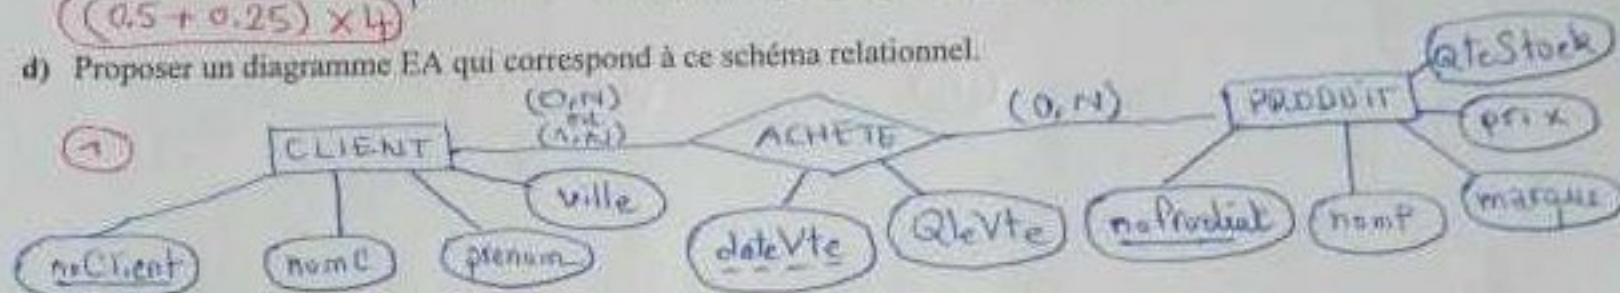 ((0.5 + 0.25) x 4)
d) Proposer un diagramme EA qui correspond à ce schéma relationnel.
QteStock
(0,N)
ou
(1,N)
(0, N)
PRODUIT
prix
1
CLIENT
ACHETE
ville
marque
noClient
nomC
prenom
dateVte
QteVte
noProduit
nomP